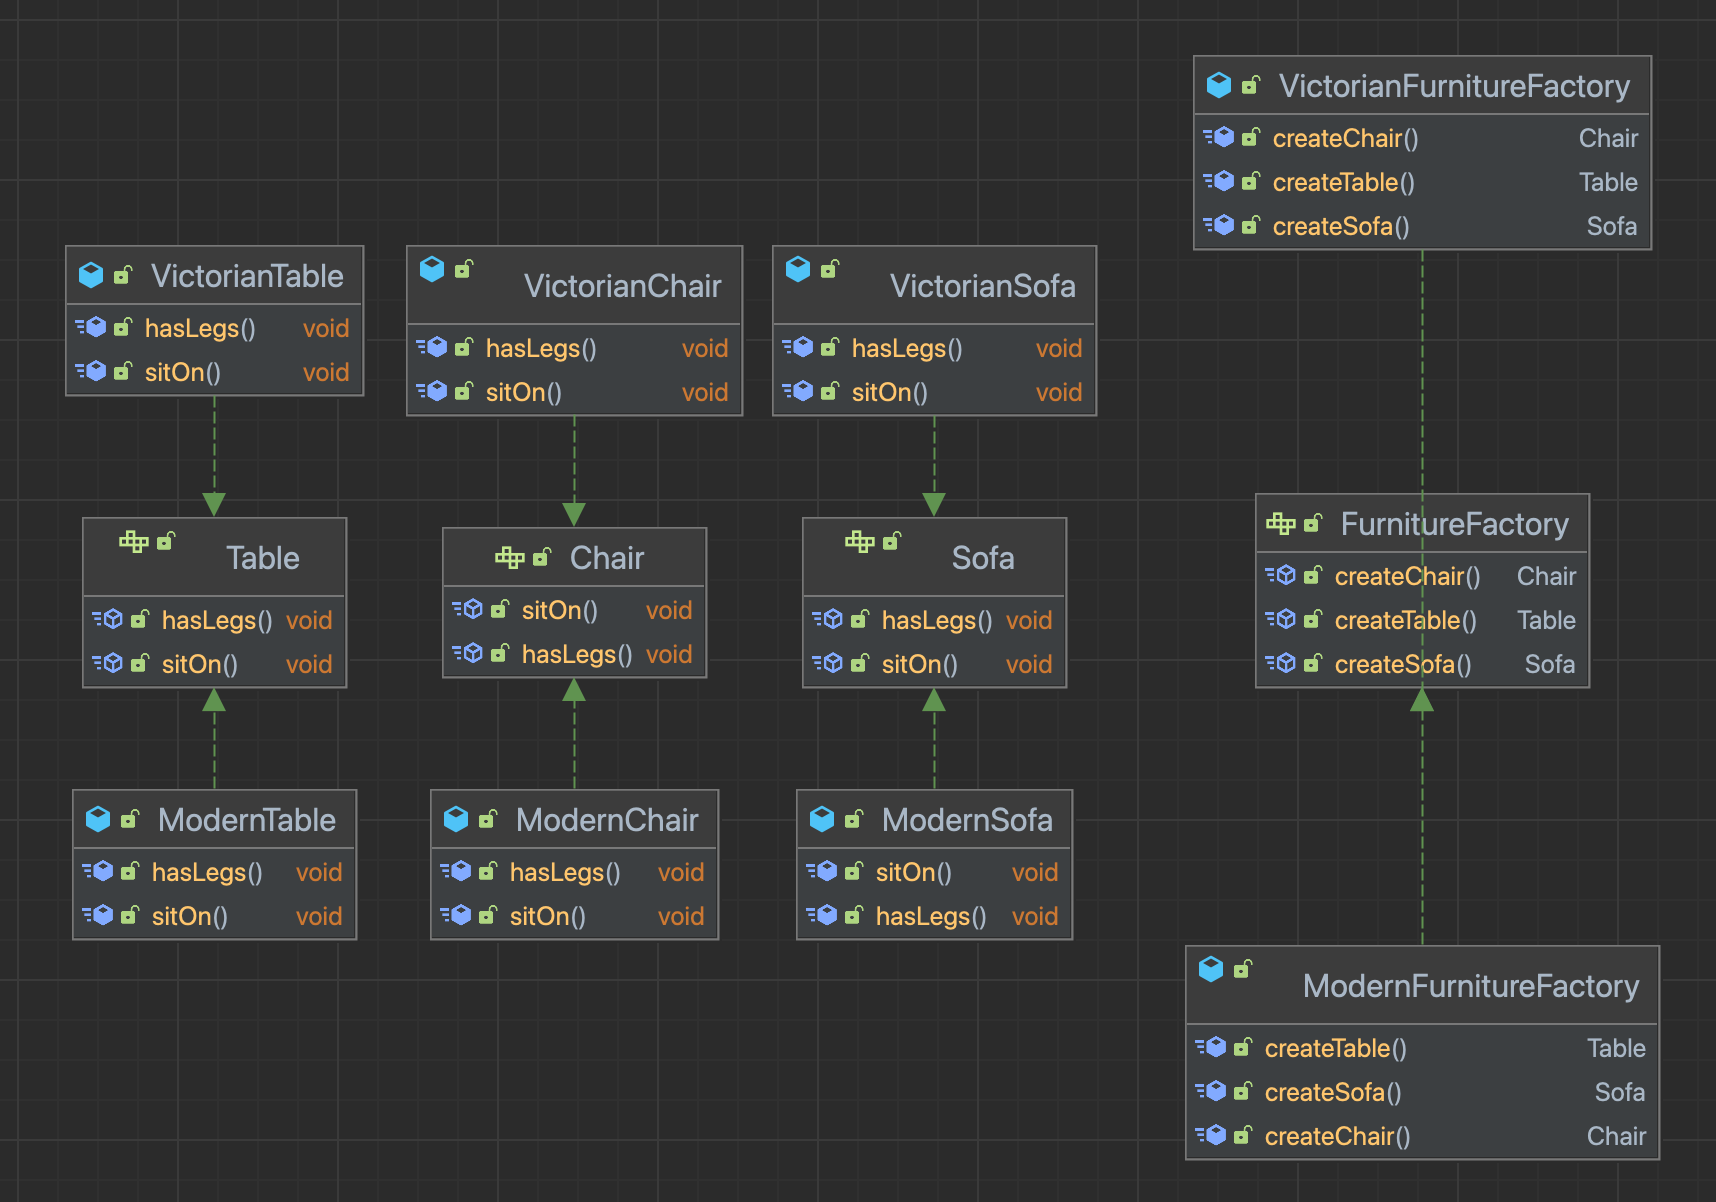 VictorianFurnitureFactory
createChair() Chair
createTable() Table
createSofa() Sofa
VictorianTable
hasLegs() void
sitOn() void
VictorianChair
hasLegs() void
sitOn() void
VictorianSofa
hasLegs() void
sitOn() void
Table
hasLegs() void
sitOn() void
Chair
sitOn() void
hasLegs() void
Sofa
hasLegs() void
sitOn() void
FurnitureFactory
createChair() Chair
createTable() Table
createSofa() Sofa
ModernTable
hasLegs() void
sitOn() void
ModernChair
hasLegs() void
sitOn() void
ModernSofa
sitOn() void
hasLegs() void
ModernFurnitureFactory
createTable() Table
createSofa() Sofa
createChair() Chair